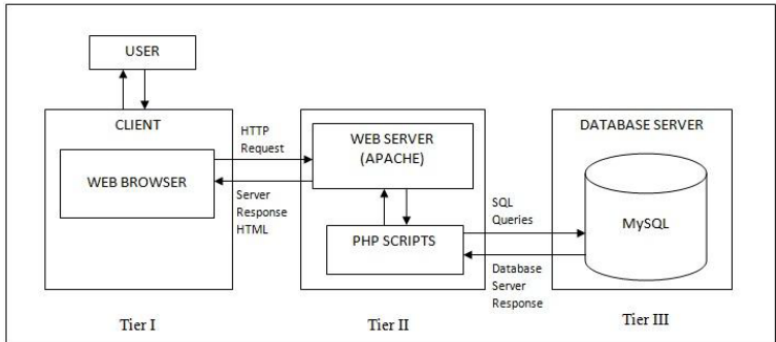 USER
CLIENT
WEB BROWSER
HTTP
Request
Server
Response
HTML
WEB SERVER
(APACHE)
PHP SCRIPTS
SQL
Queries
Database
Server
Response
DATABASE SERVER
MySQL
Tier I
Tier II
Tier III